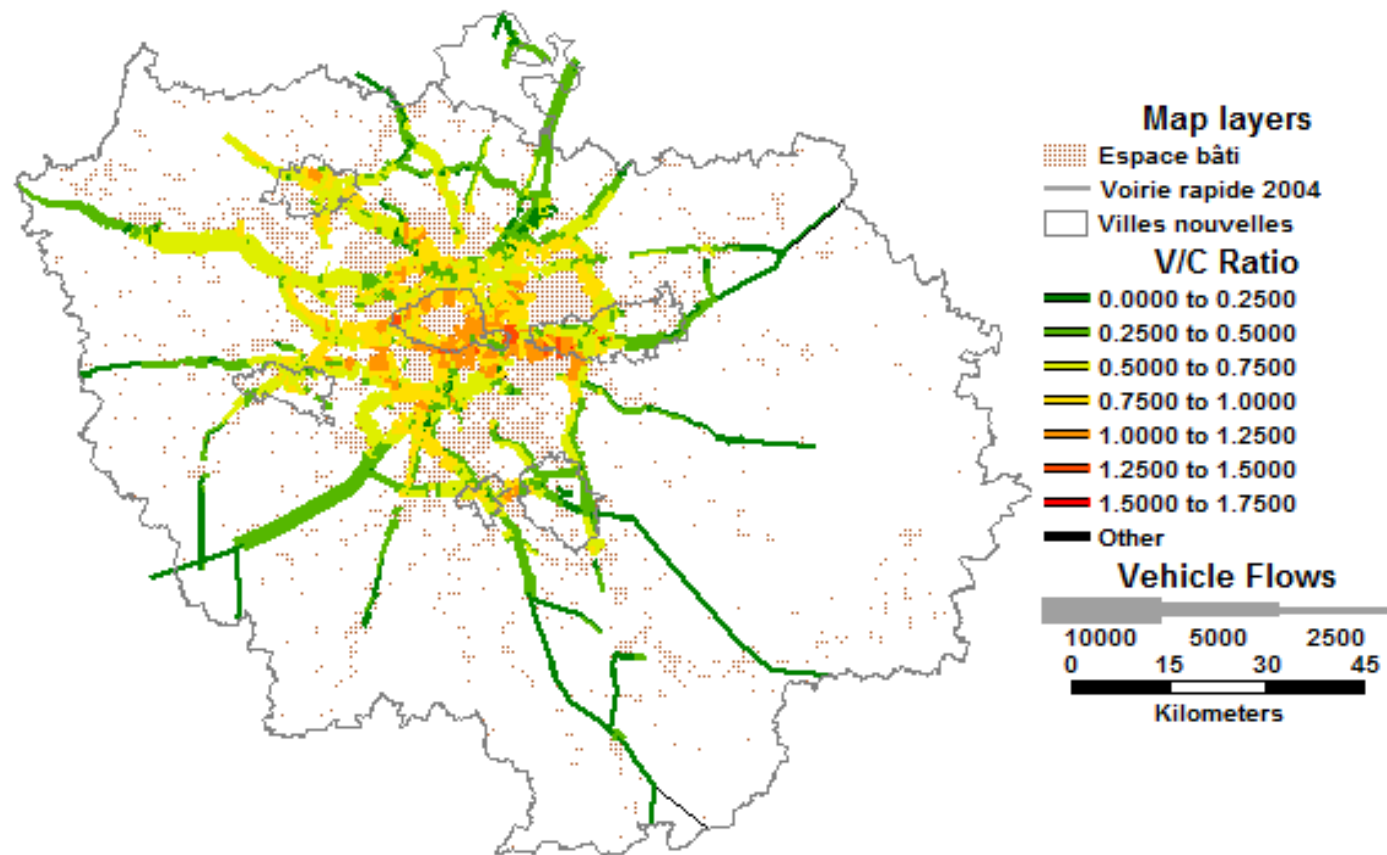 Map layers
Espace bâti
Voirie rapide 2004
Villes nouvelles
V/C Ratio
0.0000 to 0.2500
0.2500 to 0.5000
0.5000 to 0.7500
0.7500 to 1.0000
1.0000 to 1.2500
1.2500 to 1.5000
1.5000 to 1.7500
Other
Vehicle Flows
10000 5000 2500
0 15 30 45
Kilometers